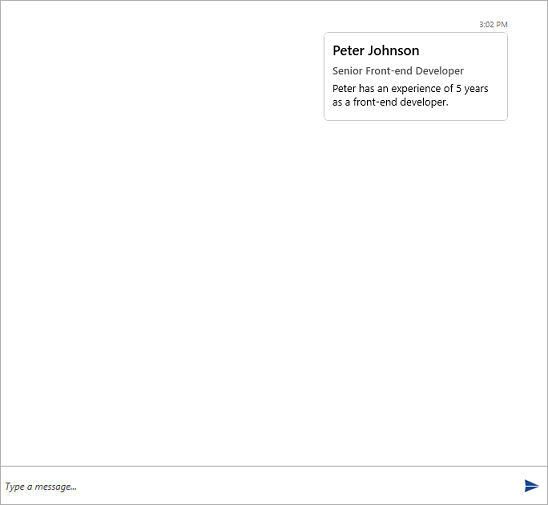 3:02 PM
Peter Johnson
Senior Front-end Developer
Peter has an experience of 5 years
as a front-end developer.
Type a message...